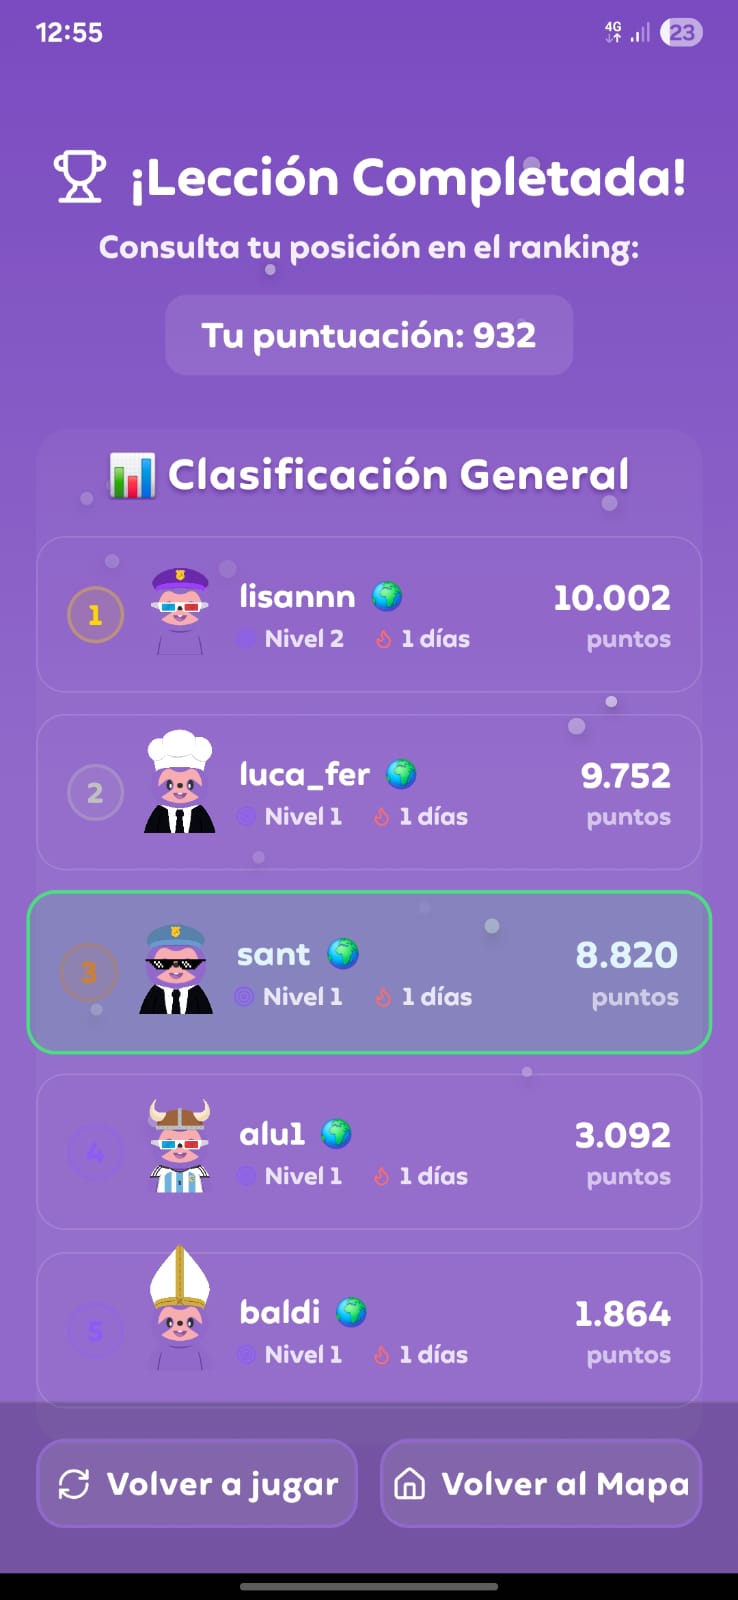 12:55
4G
23
¡Lección Completada!
Consulta tu posición en el ranking:
Tu puntuación: 932
Clasificación General
1
lisannn
10.002
Nivel 2
1 días
puntos
2
luca_fer
9.752
Nivel 1
1 días
puntos
3
sant
8.820
Nivel 1
1 días
puntos
4
alu1
3.092
Nivel 1
1 días
puntos
5
baldi
1.864
Nivel 1
1 días
puntos
Volver a jugar
Volver al Mapa